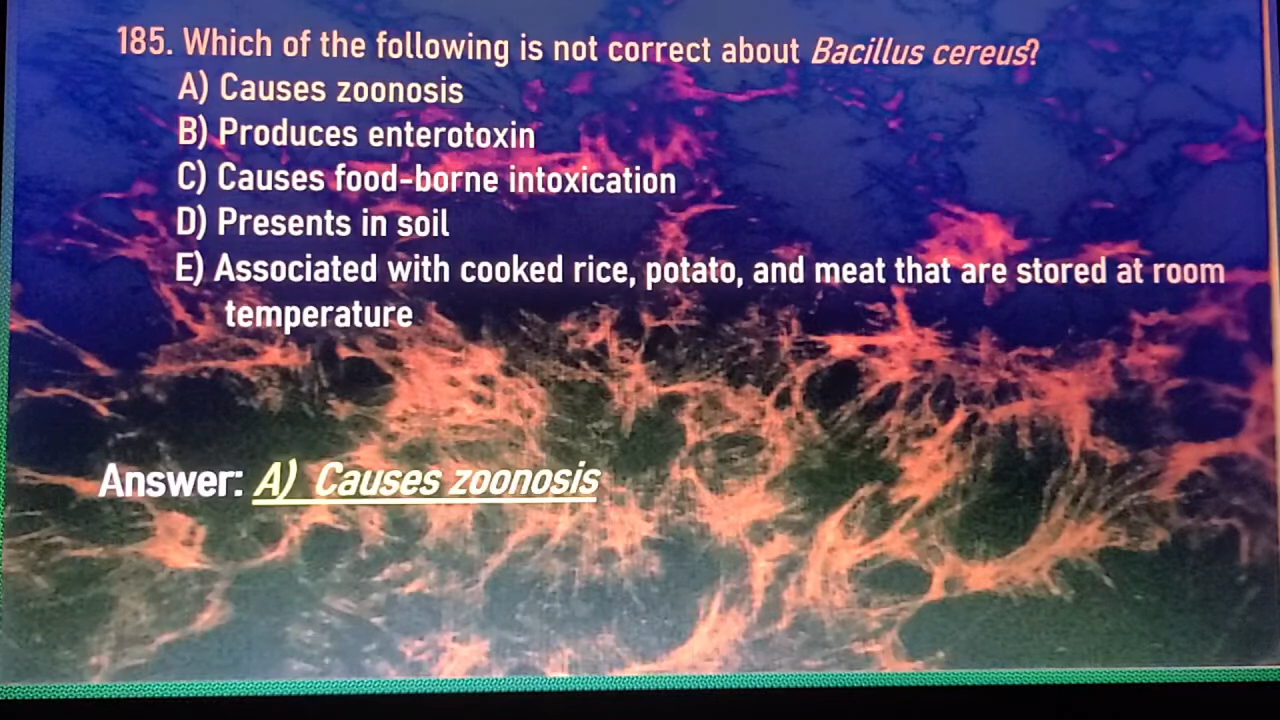 185. Which of the following is not correct about Bacillus cereus?
A) Causes zoonosis
B) Produces enterotoxin
C) Causes food-borne intoxication
D) Presents in soil
E) Associated with cooked rice, potato, and meat that are stored at room
temperature
Answer: A) Causes zoonosis